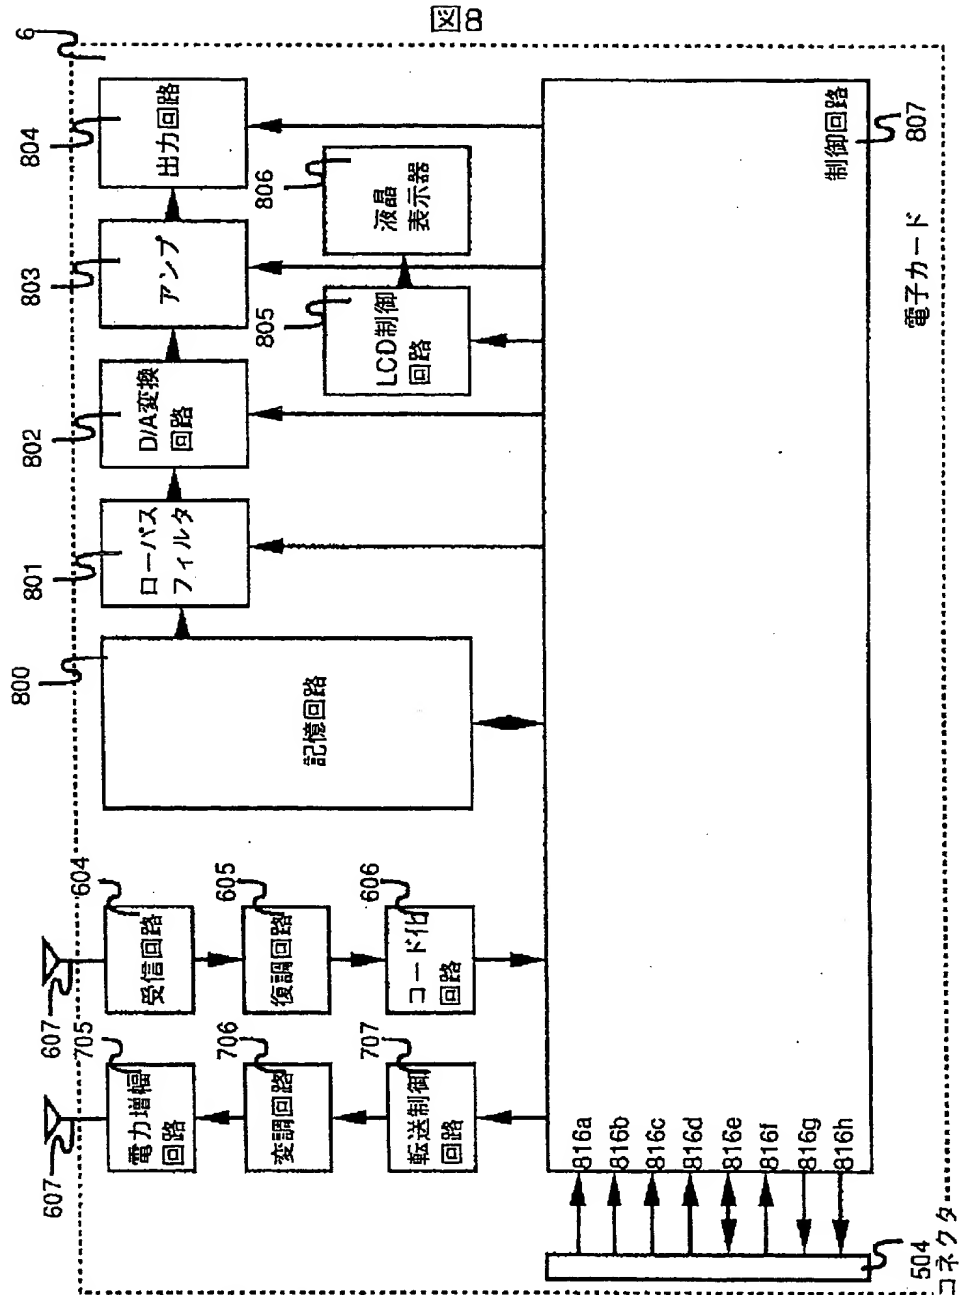 図8
6
804
出力回路
803
アンプ
802
D/A変換
回路
801
ローパス
フィルタ
800
記憶回路
806
液晶
表示器
805
LCD制御
回路
807
制御回路
電子カード
607
604
受信回路
605
復調回路
606
コード化
回路
607
705
電力増幅
回路
706
変調回路
707
転送制御
回路
816a
816b
816c
816d
816e
816f
816g
816h
504
コネクタ